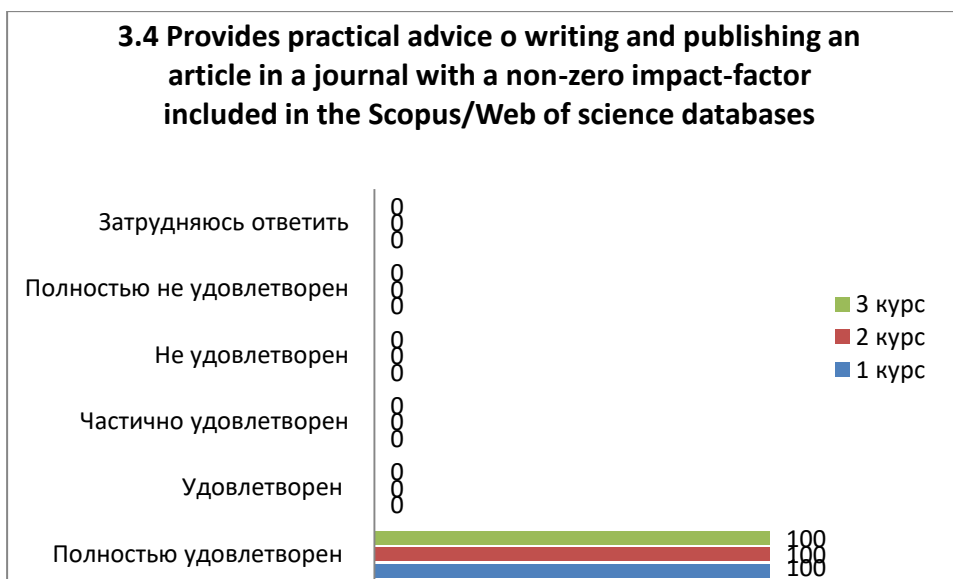 3.4 Provides practical advice o writing and publishing an
article in a journal with a non-zero impact-factor
included in the Scopus/Web of science databases
Затрудняюсь ответить
0
0
0
Полностью не удовлетворен
0
0
0
Не удовлетворен
0
0
0
Частично удовлетворен
0
0
0
Удовлетворен
0
0
0
Полностью удовлетворен
100
100
100
3 курс
2 курс
1 курс